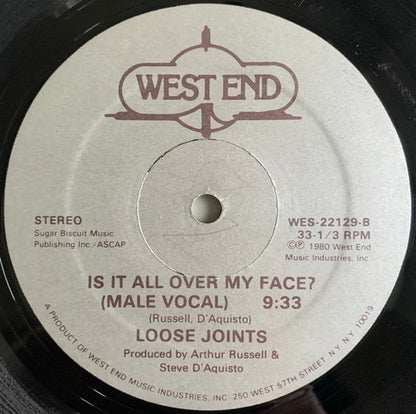 WEST END
STEREO
Sugar Biscuit Music
Publishing Inc./ASCAP
WES-22129-B
33-1/3 RPM
©℗ 1980 West End
Music Industries, Inc
IS IT ALL OVER MY FACE?
(MALE VOCAL) 9:33
(Russell, D'Aquisto)
LOOSE JOINTS
Produced by Arthur Russell &
Steve D'Aquisto
A PRODUCT OF WEST END MUSIC INDUSTRIES, INC 250 WEST 57TH STREET NY, NY 10019